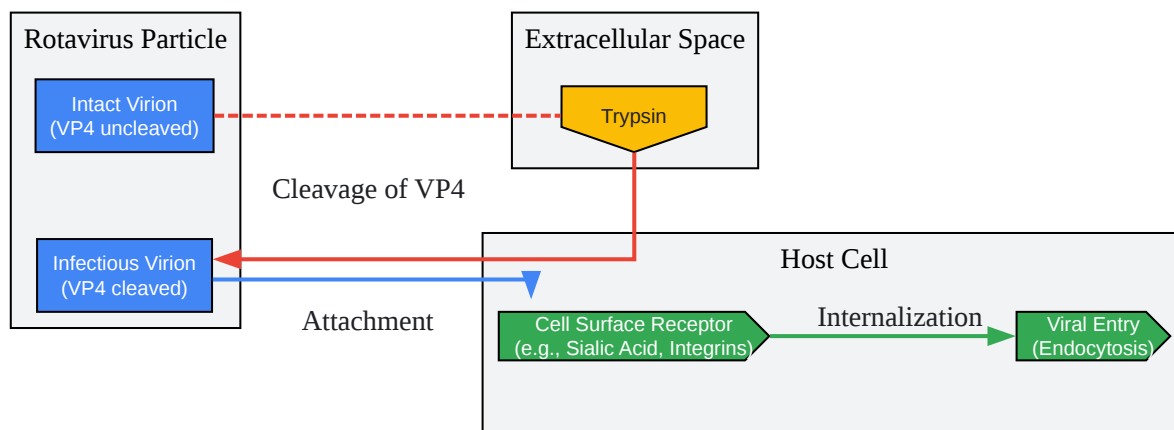 Rotavirus Particle
Extracellular Space
Intact Virion
(VP4 uncleaved)
Trypsin
Cleavage of VP4
Infectious Virion
(VP4 cleaved)
Host Cell
Attachment
Cell Surface Receptor
(e.g., Sialic Acid, Integrins)
Internalization
Viral Entry
(Endocytosis)